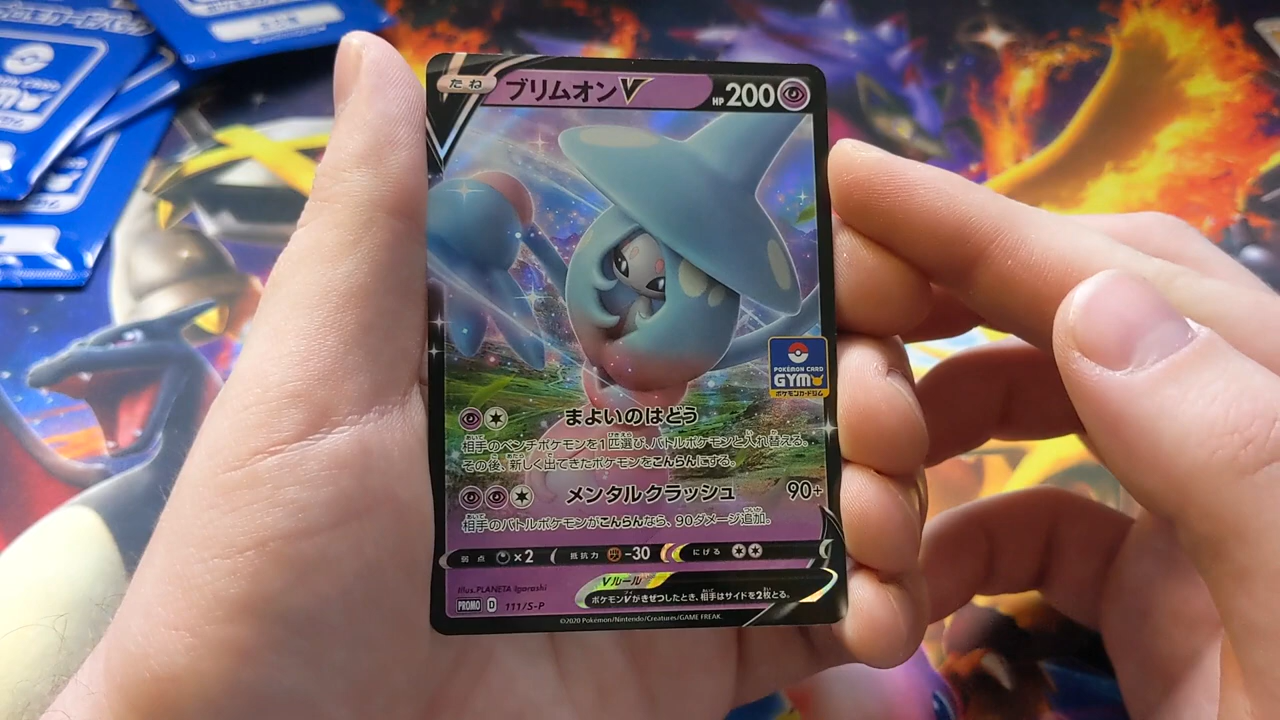 たね
ブリムオンV
HP 200
POKÉMON CARD
GYM
ポケモンカードジム
まよいのはどう
相手のベンチポケモンを1匹選び、バトルポケモンと入れ替える。
その後、新しく出てきたポケモンをこんらんにする。
メンタルクラッシュ 90+
相手のバトルポケモンがこんらんなら、90ダメージ追加。
弱点 ×2 抵抗力 -30 にげる
Illus. PLANETA Igarashi
Vルール
ポケモンVがきぜつしたとき、相手はサイドを2枚とる。
PROMO D 111/S-P
©2020 Pokémon/Nintendo/Creatures/GAME FREAK.